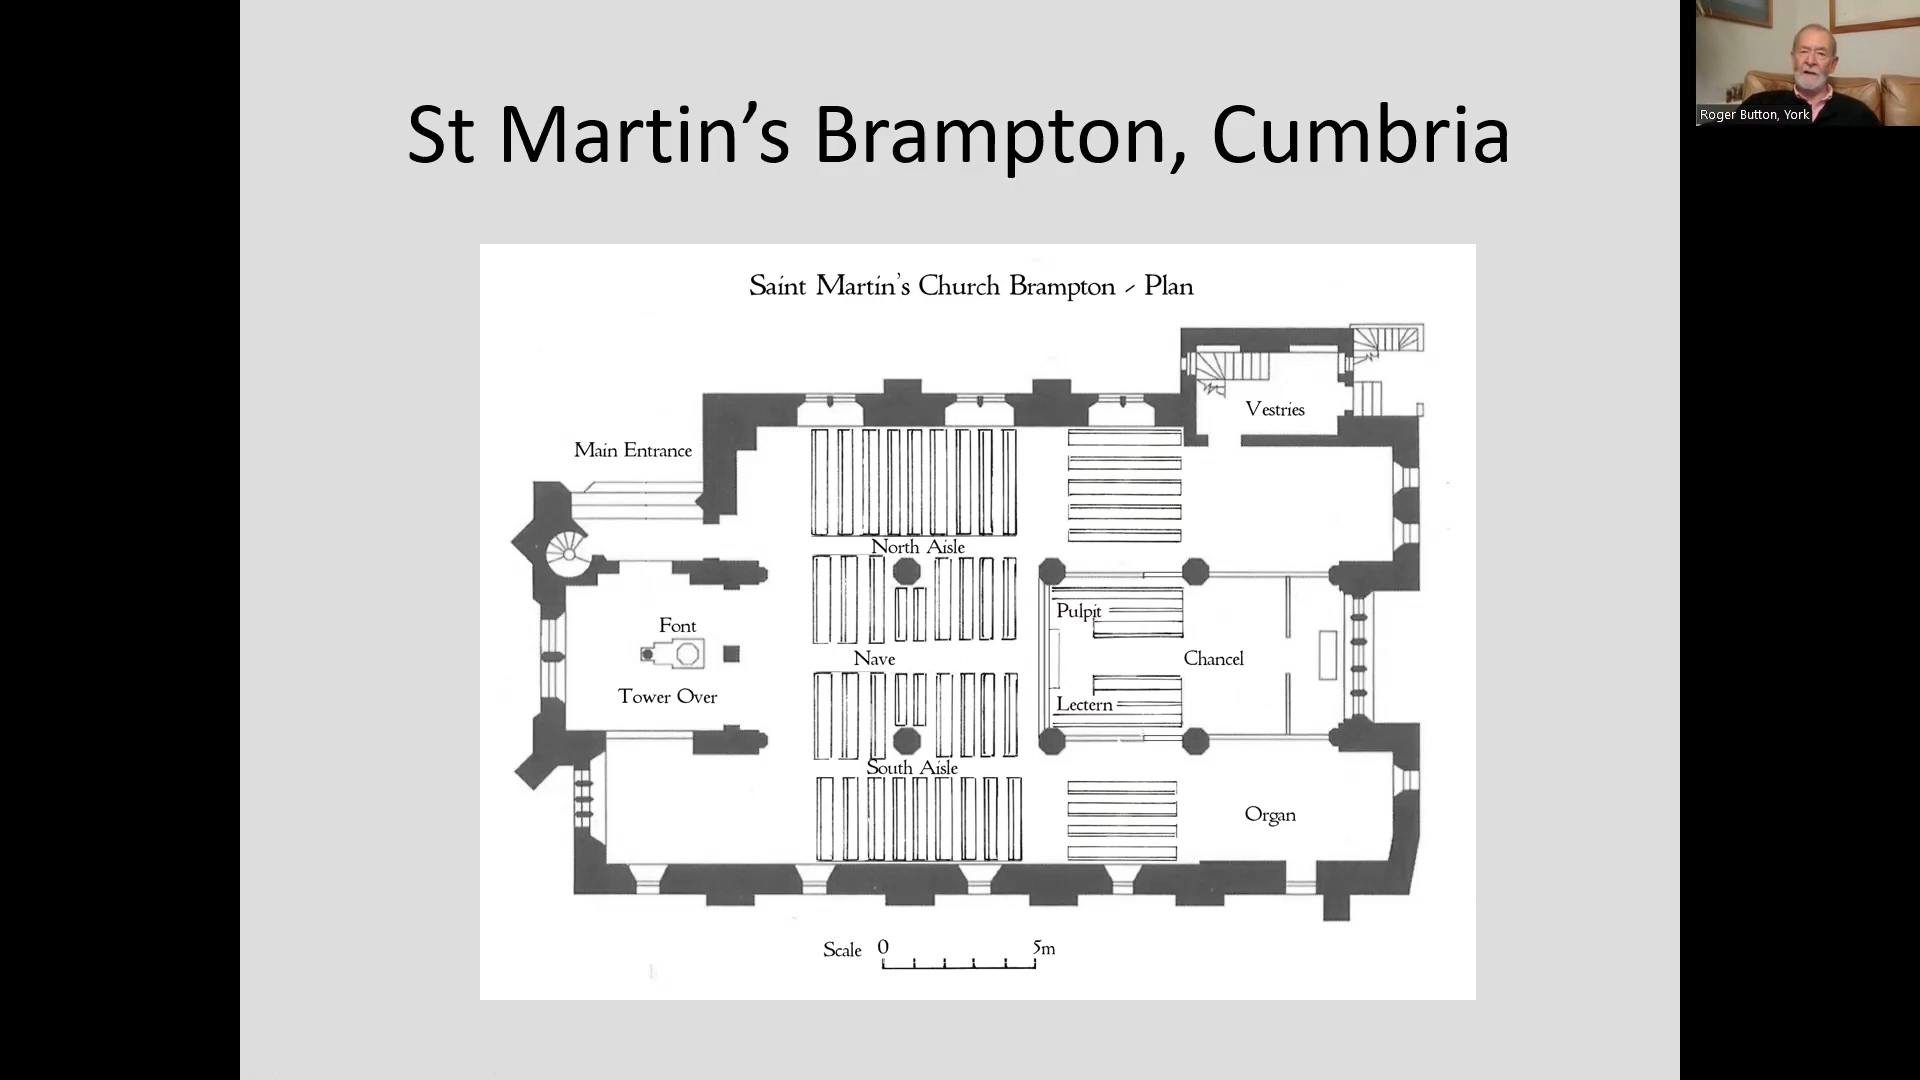 St Martin’s Brampton, Cumbria
Roger Button, York
Saint Martin's Church Brampton - Plan
Vestries
Main Entrance
North Aisle
Font
Pulpit
Nave
Chancel
Tower Over
Lectern
South Aisle
Organ
Scale 0 5m